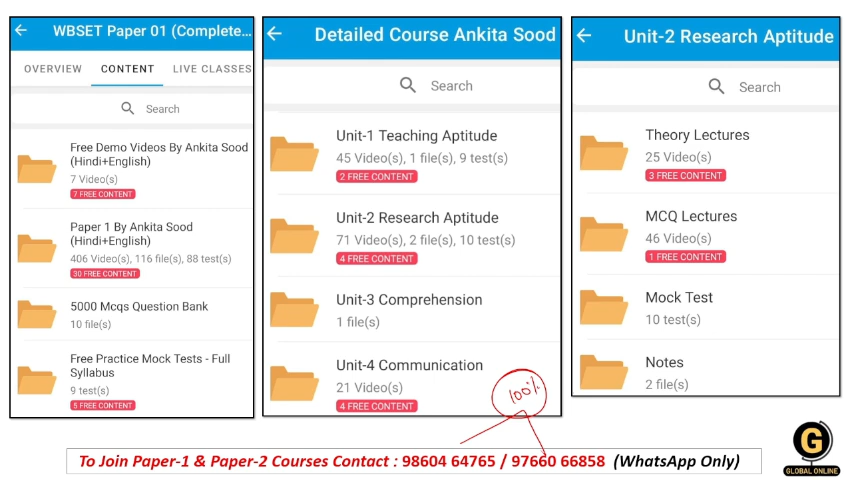 WBSET Paper 01 (Complete...
OVERVIEW CONTENT LIVE CLASSES
Search
Free Demo Videos By Ankita Sood
(Hindi+English)
7 Video(s)
7 FREE CONTENT
Paper 1 By Ankita Sood
(Hindi+English)
406 Video(s), 116 file(s), 88 test(s)
30 FREE CONTENT
5000 Mcqs Question Bank
10 file(s)
Free Practice Mock Tests - Full
Syllabus
9 test(s)
5 FREE CONTENT
Detailed Course Ankita Sood
Search
Unit-1 Teaching Aptitude
45 Video(s), 1 file(s), 9 test(s)
2 FREE CONTENT
Unit-2 Research Aptitude
71 Video(s), 2 file(s), 10 test(s)
4 FREE CONTENT
Unit-3 Comprehension
1 file(s)
Unit-4 Communication
21 Video(s)
4 FREE CONTENT
100%
Unit-2 Research Aptitude
Search
Theory Lectures
25 Video(s)
3 FREE CONTENT
MCQ Lectures
46 Video(s)
1 FREE CONTENT
Mock Test
10 test(s)
Notes
2 file(s)
To Join Paper-1 & Paper-2 Courses Contact : 98604 64765 / 97660 66858 (WhatsApp Only)
G
GLOBAL ONLINE